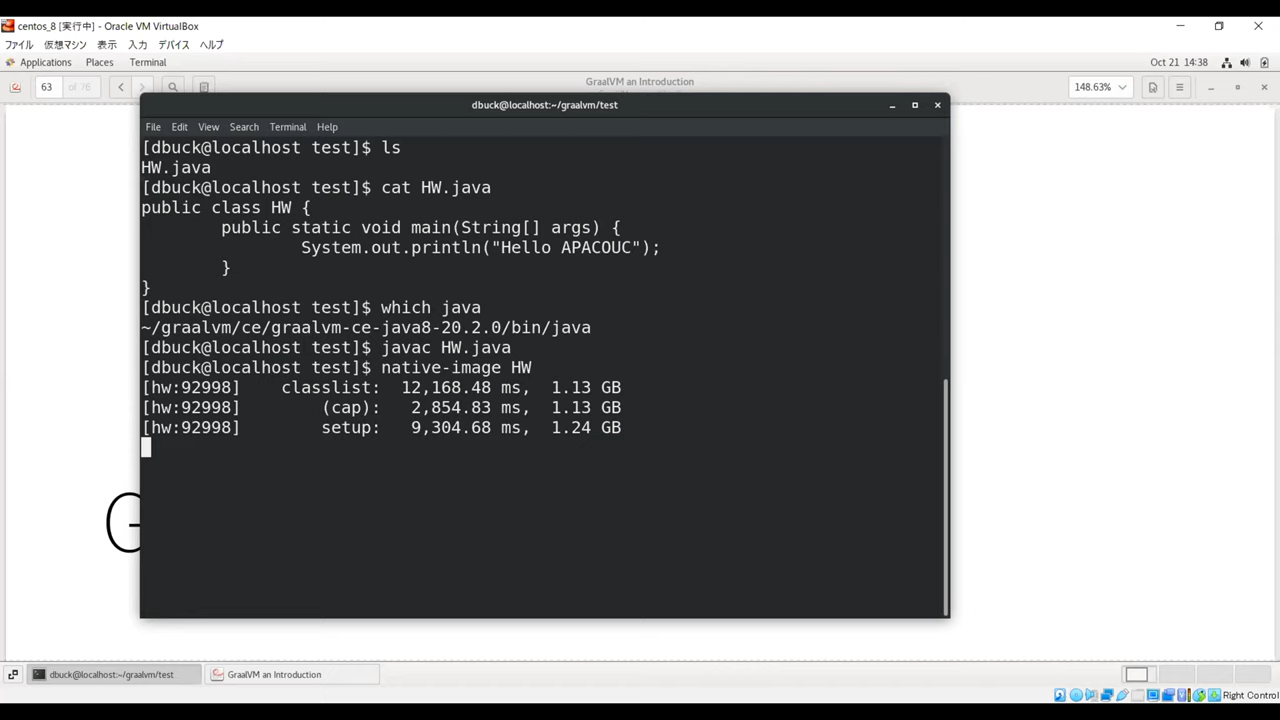 centos_8 [実行中] - Oracle VM VirtualBox
ファイル 仮想マシン 表示 入力 デバイス ヘルプ
Applications Places Terminal Oct 21 14:38
63 of 76 GraalVM an Introduction 148.63%
dbuck@localhost:~/graalvm/test
File Edit View Search Terminal Help
[dbuck@localhost test]$ ls
HW.java
[dbuck@localhost test]$ cat HW.java
public class HW {
public static void main(String[] args) {
System.out.println("Hello APACOUC");
}
}
[dbuck@localhost test]$ which java
~/graalvm/ce/graalvm-ce-java8-20.2.0/bin/java
[dbuck@localhost test]$ javac HW.java
[dbuck@localhost test]$ native-image HW
[hw:92998] classlist: 12,168.48 ms, 1.13 GB
[hw:92998] (cap): 2,854.83 ms, 1.13 GB
[hw:92998] setup: 9,304.68 ms, 1.24 GB
dbuck@localhost:~/graalvm/test GraalVM an Introduction
Right Control